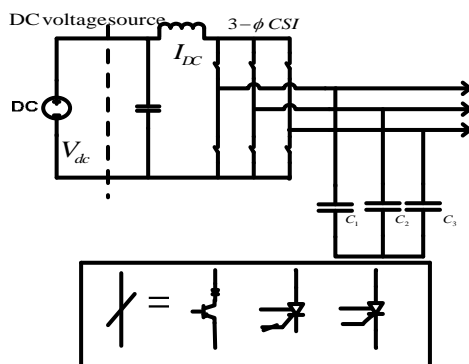 DC voltage source
3-ϕ CSI
I_DC
DC
V_dc
C_1
C_2
C_3
=